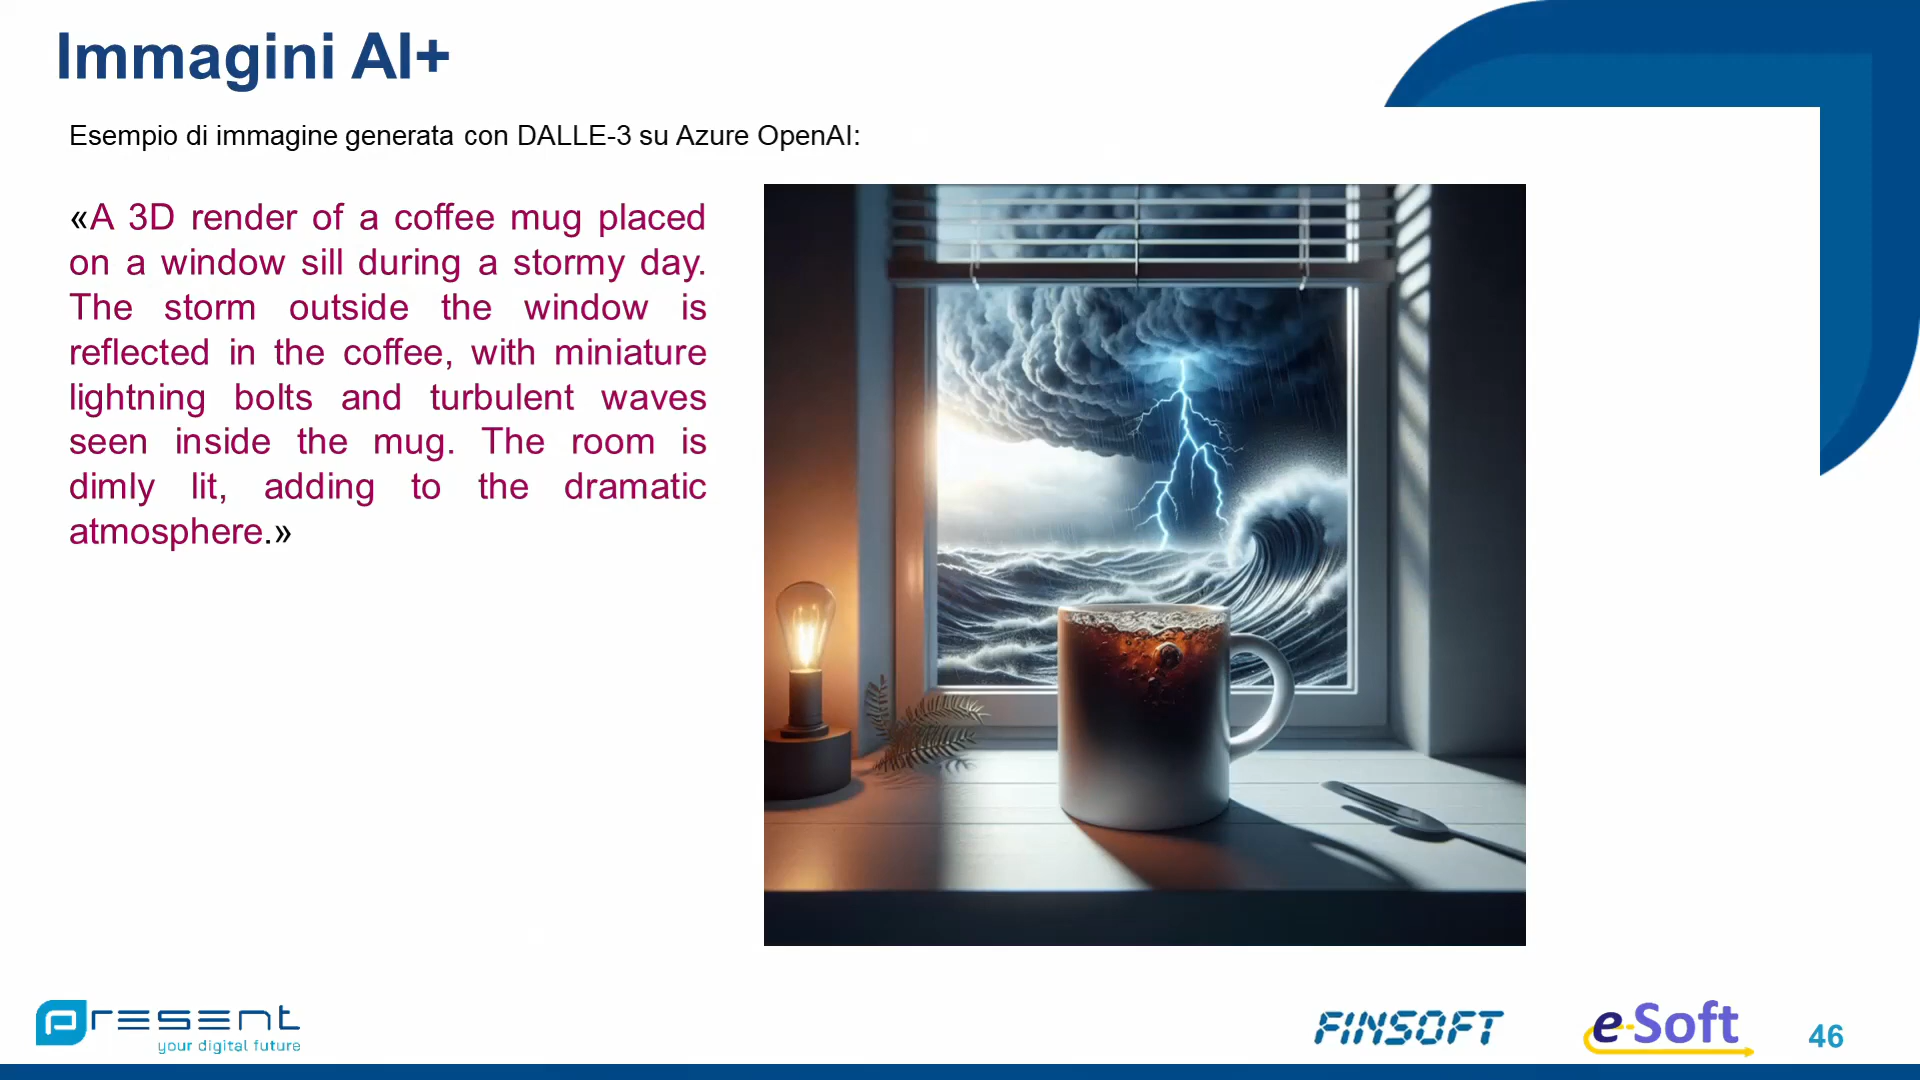 Immagini AI+
Esempio di immagine generata con DALLE-3 su Azure OpenAI:
«A 3D render of a coffee mug placed
on a window sill during a stormy day.
The storm outside the window is
reflected in the coffee, with miniature
lightning bolts and turbulent waves
seen inside the mug. The room is
dimly lit, adding to the dramatic
atmosphere.»
present
your digital future
FINSOFT
e-Soft
46